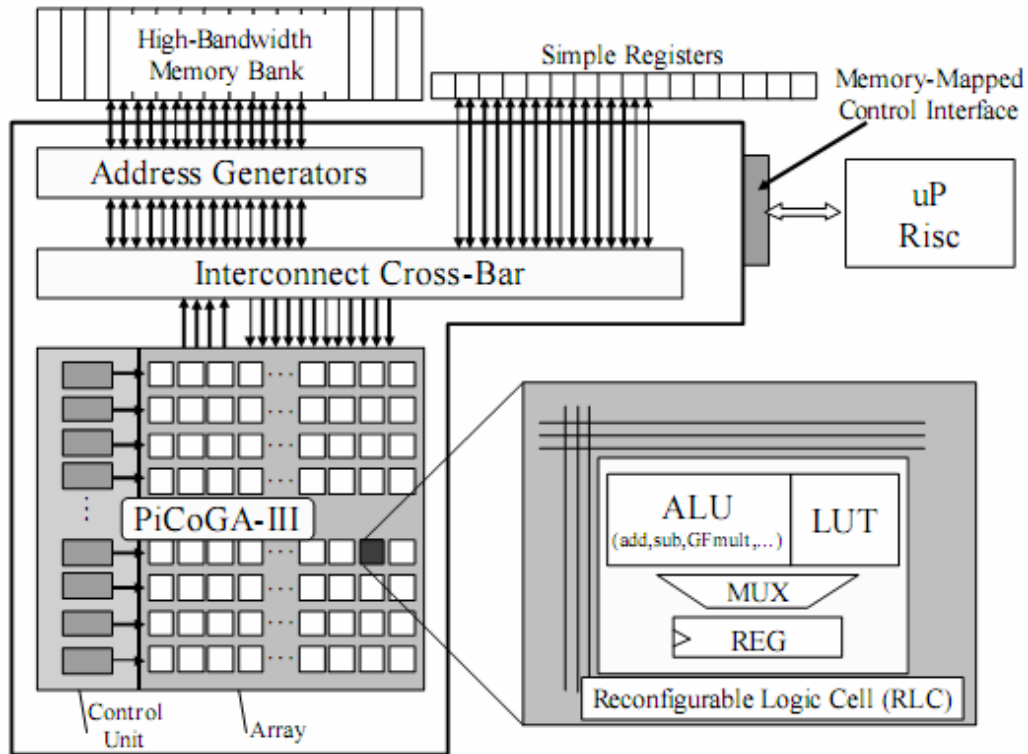 High-Bandwidth
Memory Bank
Simple Registers
Memory-Mapped
Control Interface
Address Generators
uP
Risc
Interconnect Cross-Bar
PiCoGA-III
ALU
(add,sub,GFmult,...)
LUT
MUX
REG
Reconfigurable Logic Cell (RLC)
Control
Unit
Array